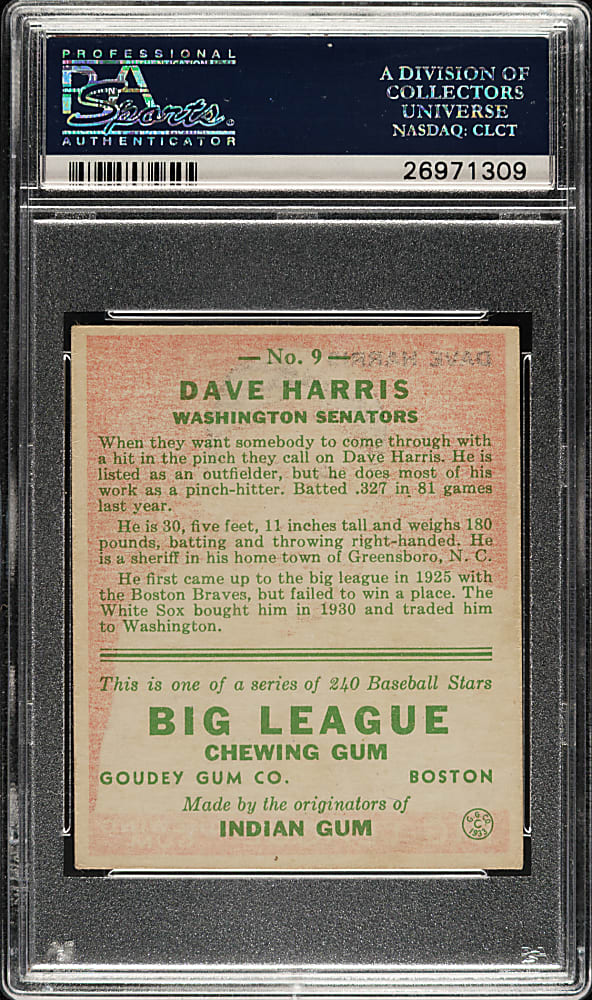 PROFESSIONAL
PSA
Sports
AUTHENTICATOR
A DIVISION OF
COLLECTORS
UNIVERSE
NASDAQ: CLCT
26971309
— No. 9 —
DAVE HARRIS
WASHINGTON SENATORS
When they want somebody to come through with
a hit in the pinch they call on Dave Harris. He is
listed as an outfielder, but he does most of his
work as a pinch-hitter. Batted .327 in 81 games
last year.
He is 30, five feet, 11 inches tall and weighs 180
pounds, batting and throwing right-handed. He
is a sheriff in his home town of Greensboro, N. C.
He first came up to the big league in 1925 with
the Boston Braves, but failed to win a place. The
White Sox bought him in 1930 and traded him
to Washington.
This is one of a series of 240 Baseball Stars
BIG LEAGUE
CHEWING GUM
GOUDEY GUM CO. BOSTON
Made by the originators of
INDIAN GUM
G. G. CO.
C
1933